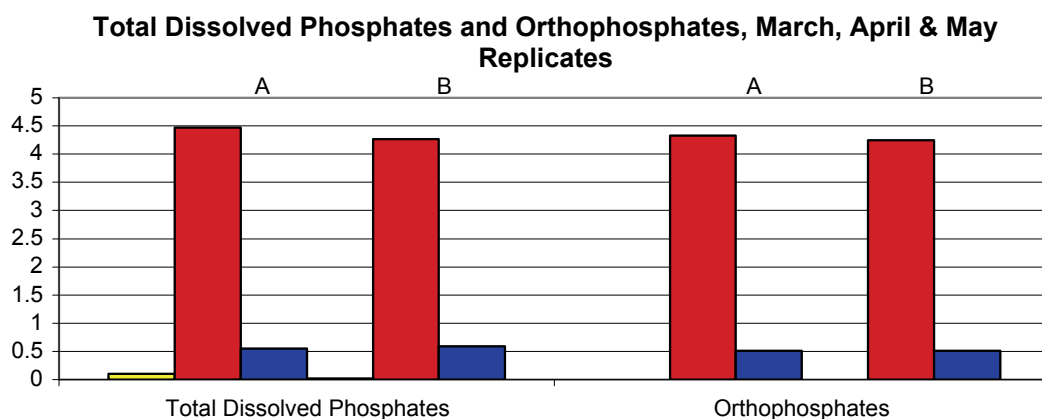 Total Dissolved Phosphates and Orthophosphates, March, April & May
Replicates
A B A B
5
4.5
4
3.5
3
2.5
2
1.5
1
0.5
0
Total Dissolved Phosphates Orthophosphates